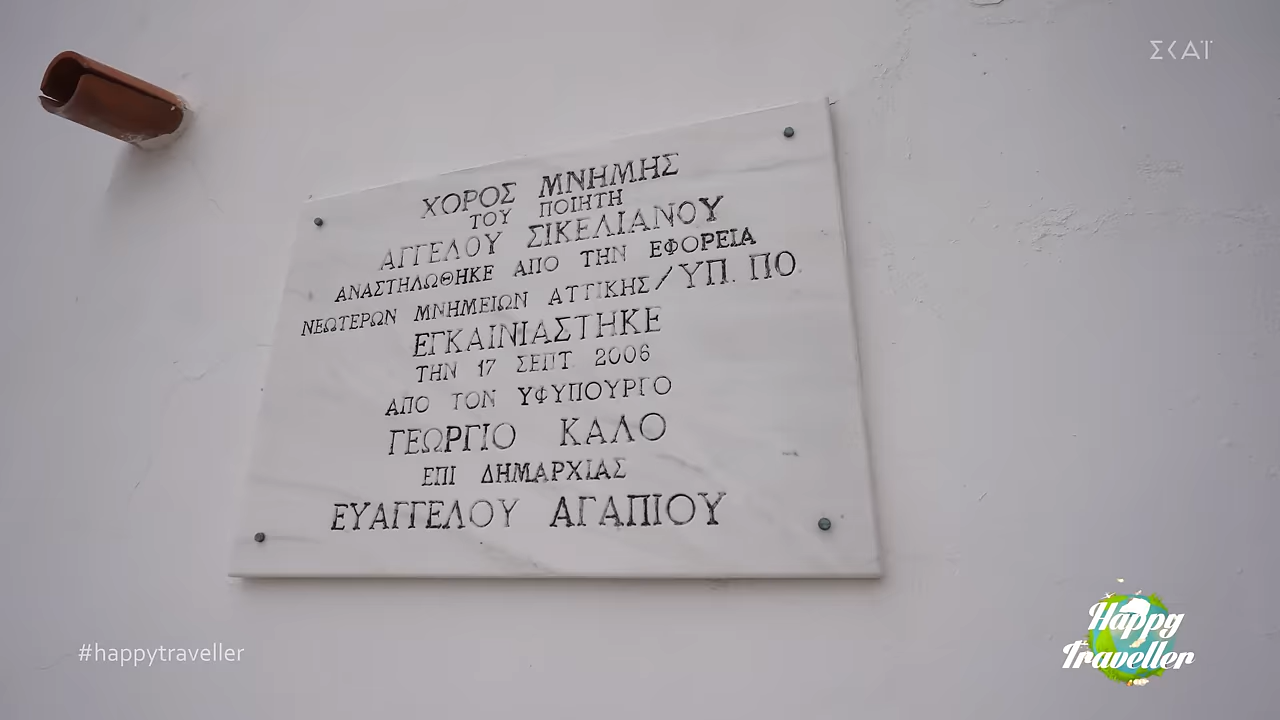 ΣΚΑΪ
ΧΟΡΟΣ ΜΝΗΜΗΣ
ΤΟΥ ΠΟΙΗΤΗ
ΑΓΓΕΛΟΥ ΣΙΚΕΛΙΑΝΟΥ
ΑΝΑΣΤΗΛΩΘΗΚΕ ΑΠΟ ΤΗΝ ΕΦΟΡΕΙΑ
ΝΕΩΤΕΡΩΝ ΜΝΗΜΕΙΩΝ ΑΤΤΙΚΗΣ/ΥΠ. ΠΟ.
ΕΓΚΑΙΝΙΑΣΤΗΚΕ
ΤΗΝ 17 ΣΕΠΤ. 2006
ΑΠΟ ΤΟΝ ΥΦΥΠΟΥΡΓΟ
ΓΕΩΡΓΙΟ ΚΑΛΟ
ΕΠΙ ΔΗΜΑΡΧΙΑΣ
ΕΥΑΓΓΕΛΟΥ ΑΓΑΠΙΟΥ
#happytraveller
Happy
Traveller